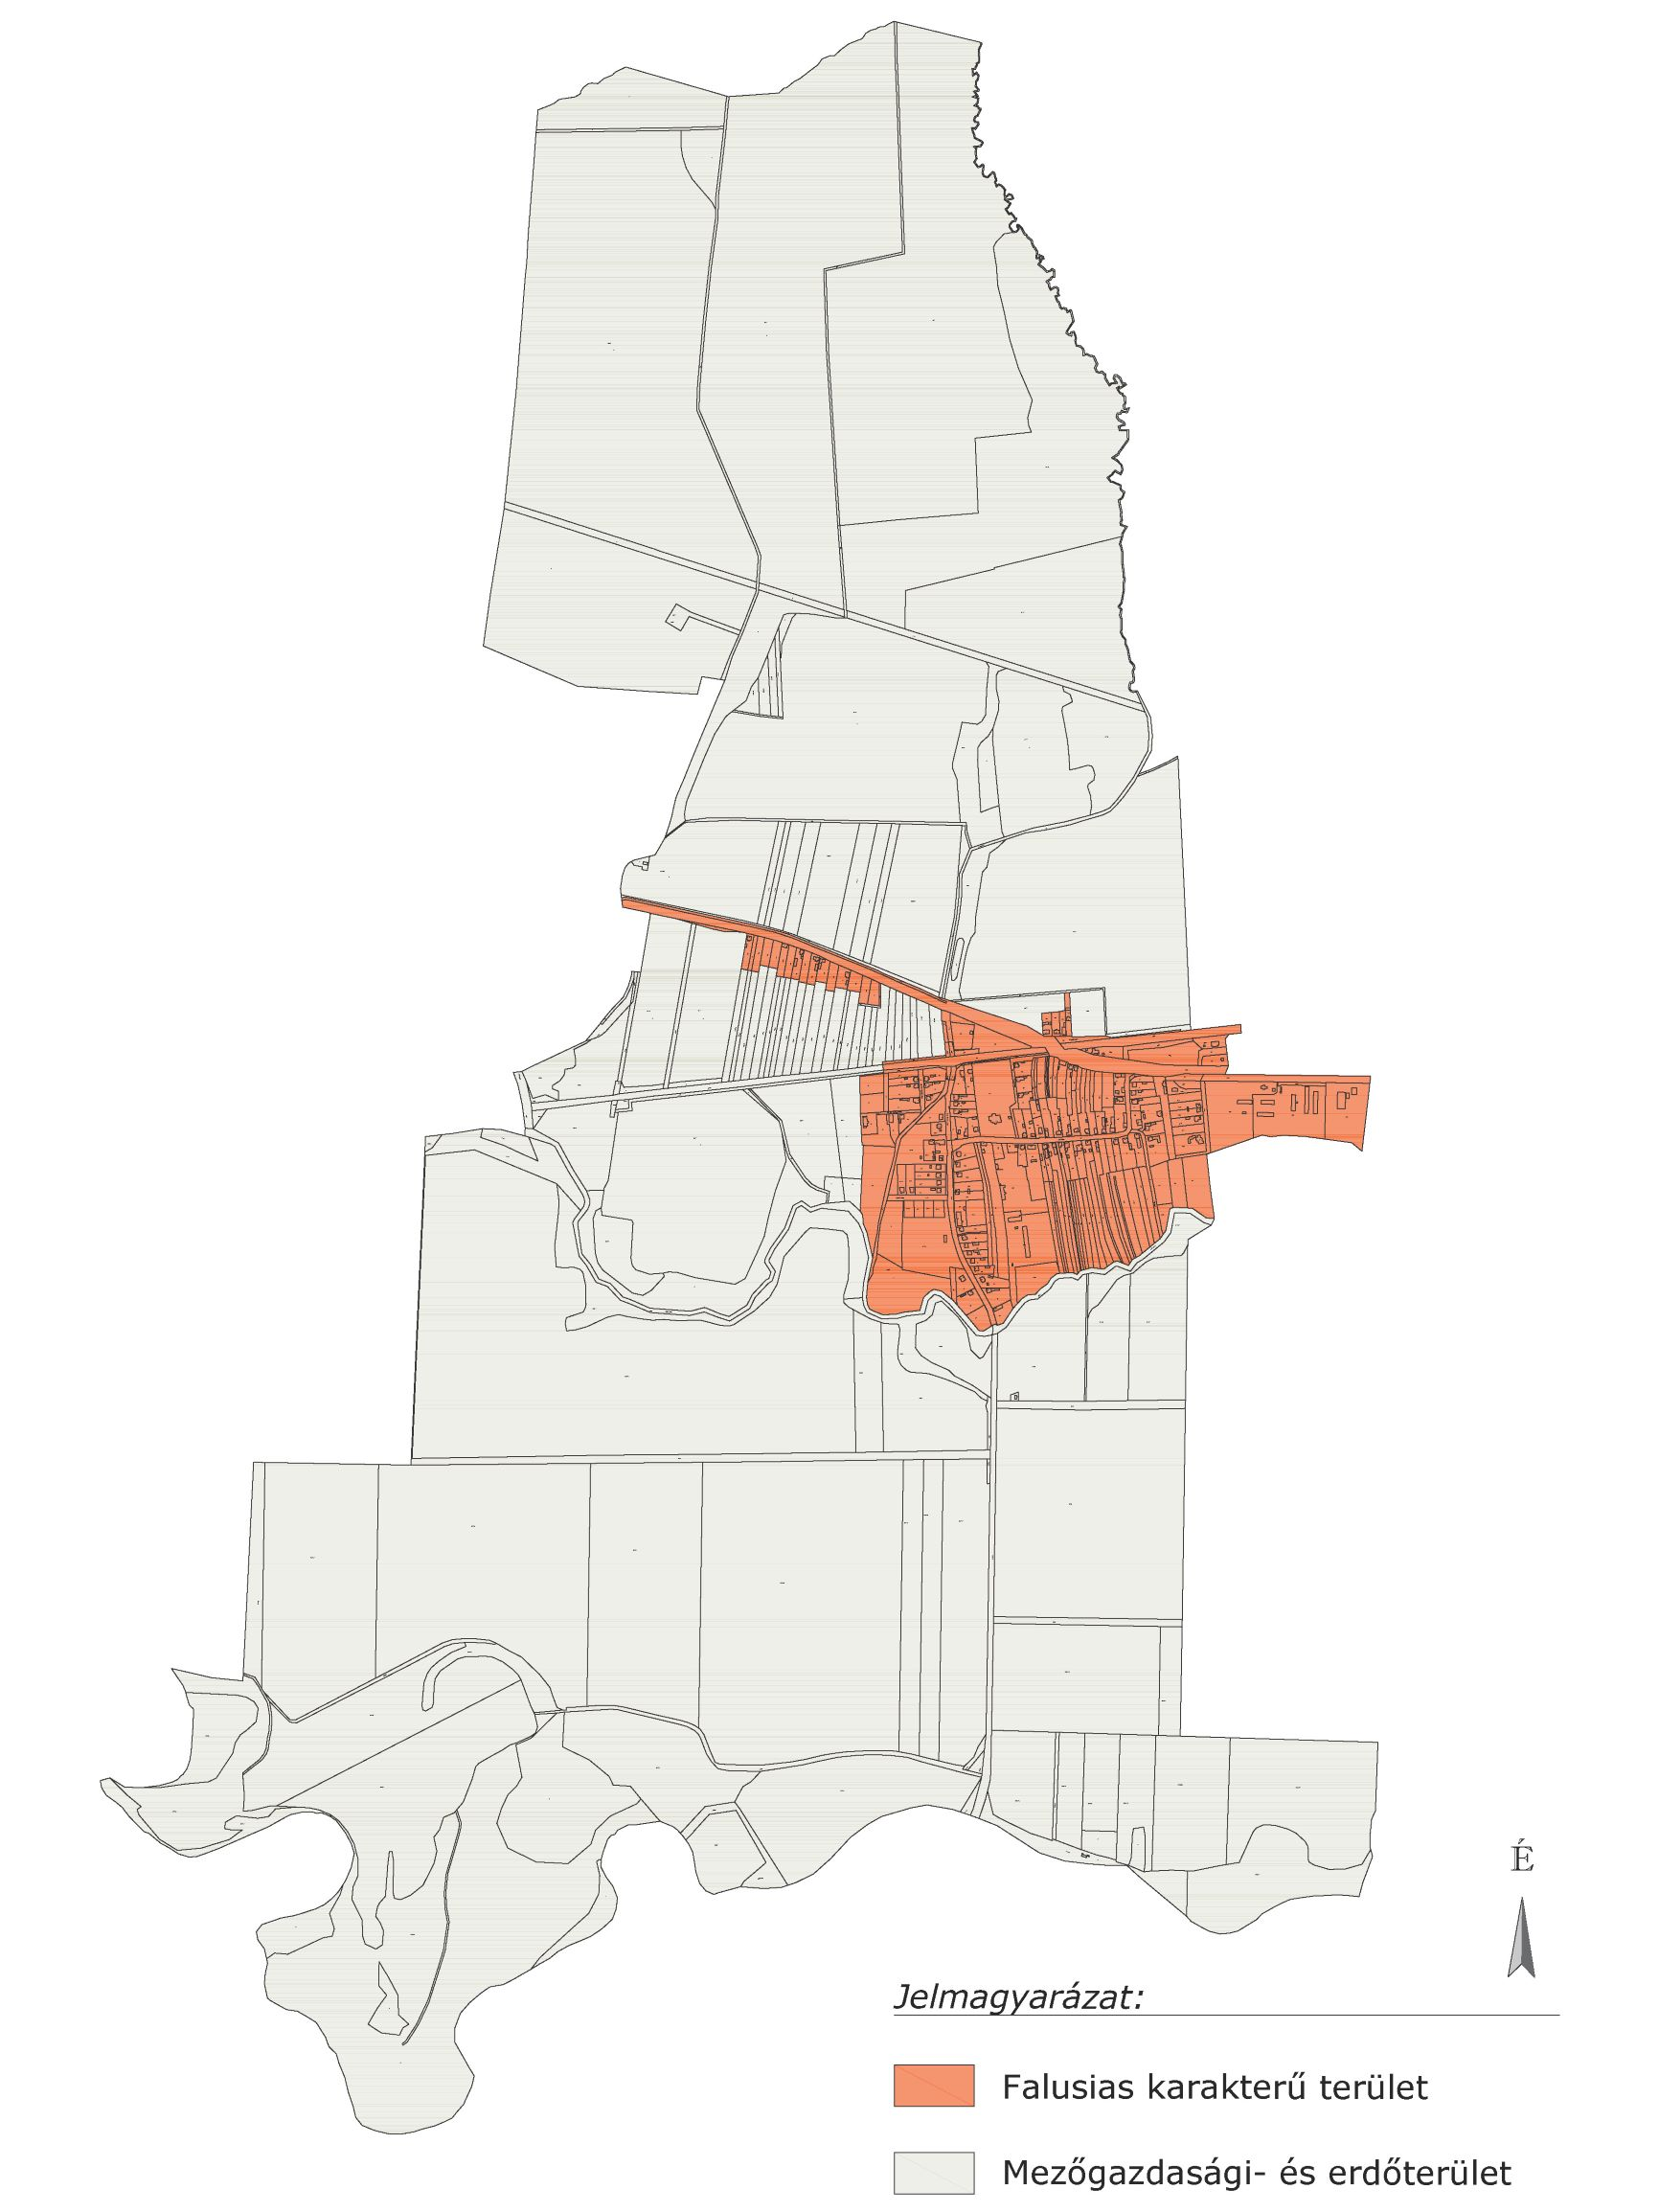 É
Jelmagyarázat:
Falusias karakterű terület
Mezőgazdasági- és erdőterület